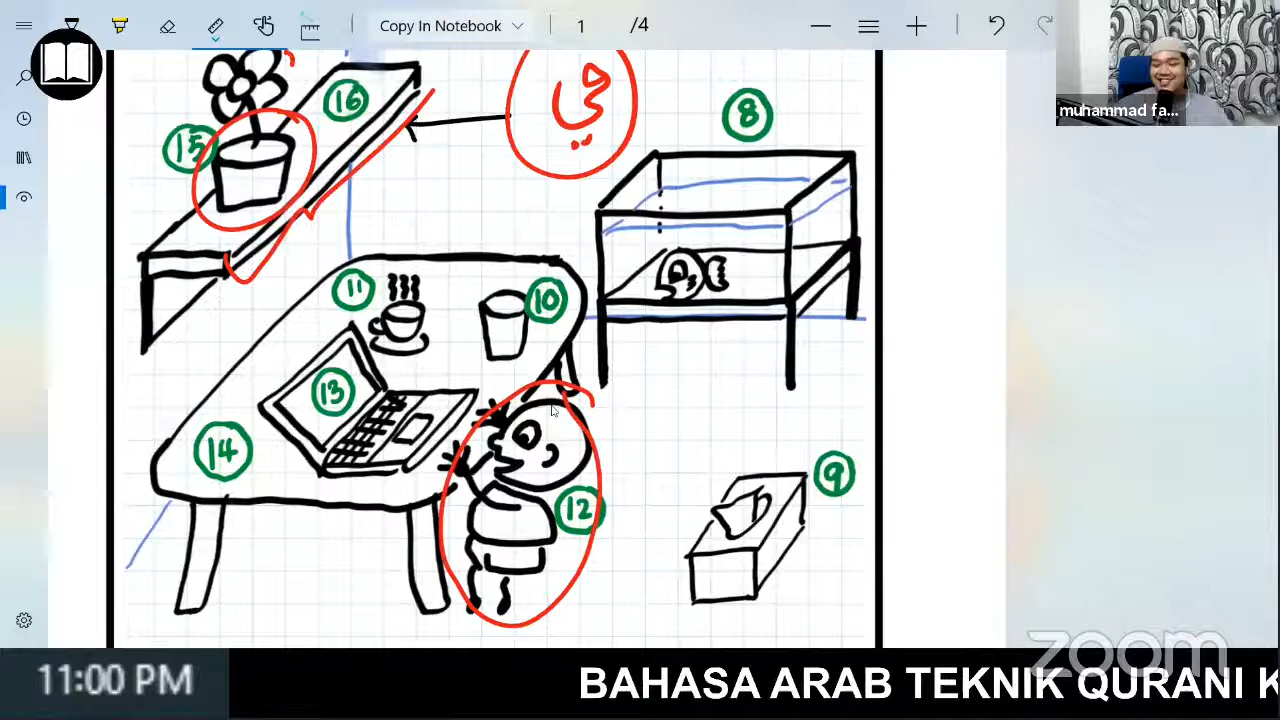 Copy In Notebook 1 /4
muhammad fa...
16
في
8
15
11
10
13
14
12
9
zoom
11:00 PM
BAHASA ARAB TEKNIK QURANI K